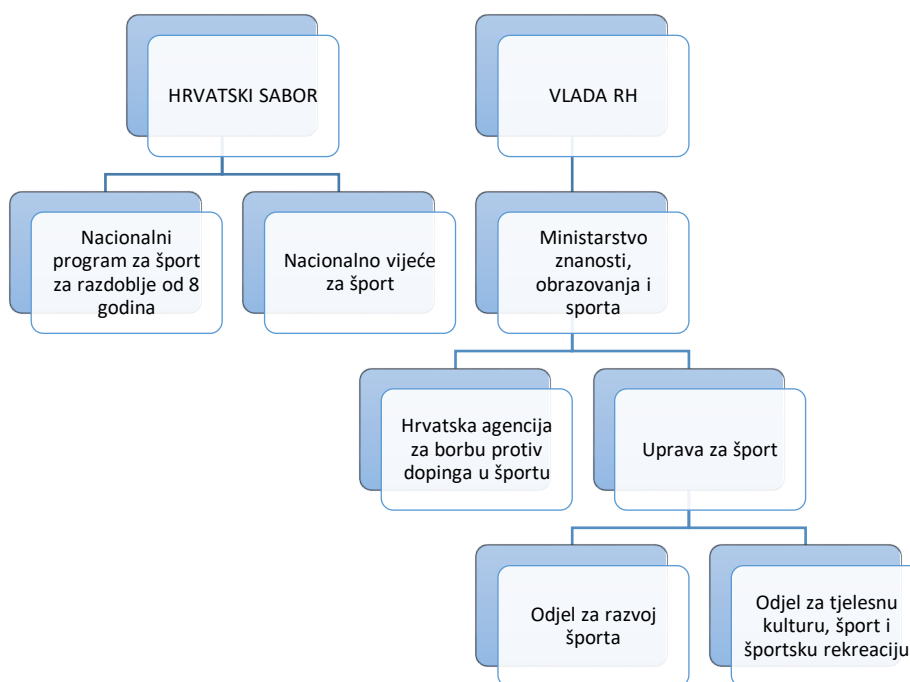 HRVATSKI SABOR
VLADA RH
Nacionalni
program za šport
za razdoblje od 8
godina
Nacionalno vijeće
za šport
Ministarstvo
znanosti,
obrazovanja i
sporta
Hrvatska agencija
za borbu protiv
dopinga u športu
Uprava za šport
Odjel za razvoj
športa
Odjel za tjelesnu
kulturu, šport i
športsku rekreaciju